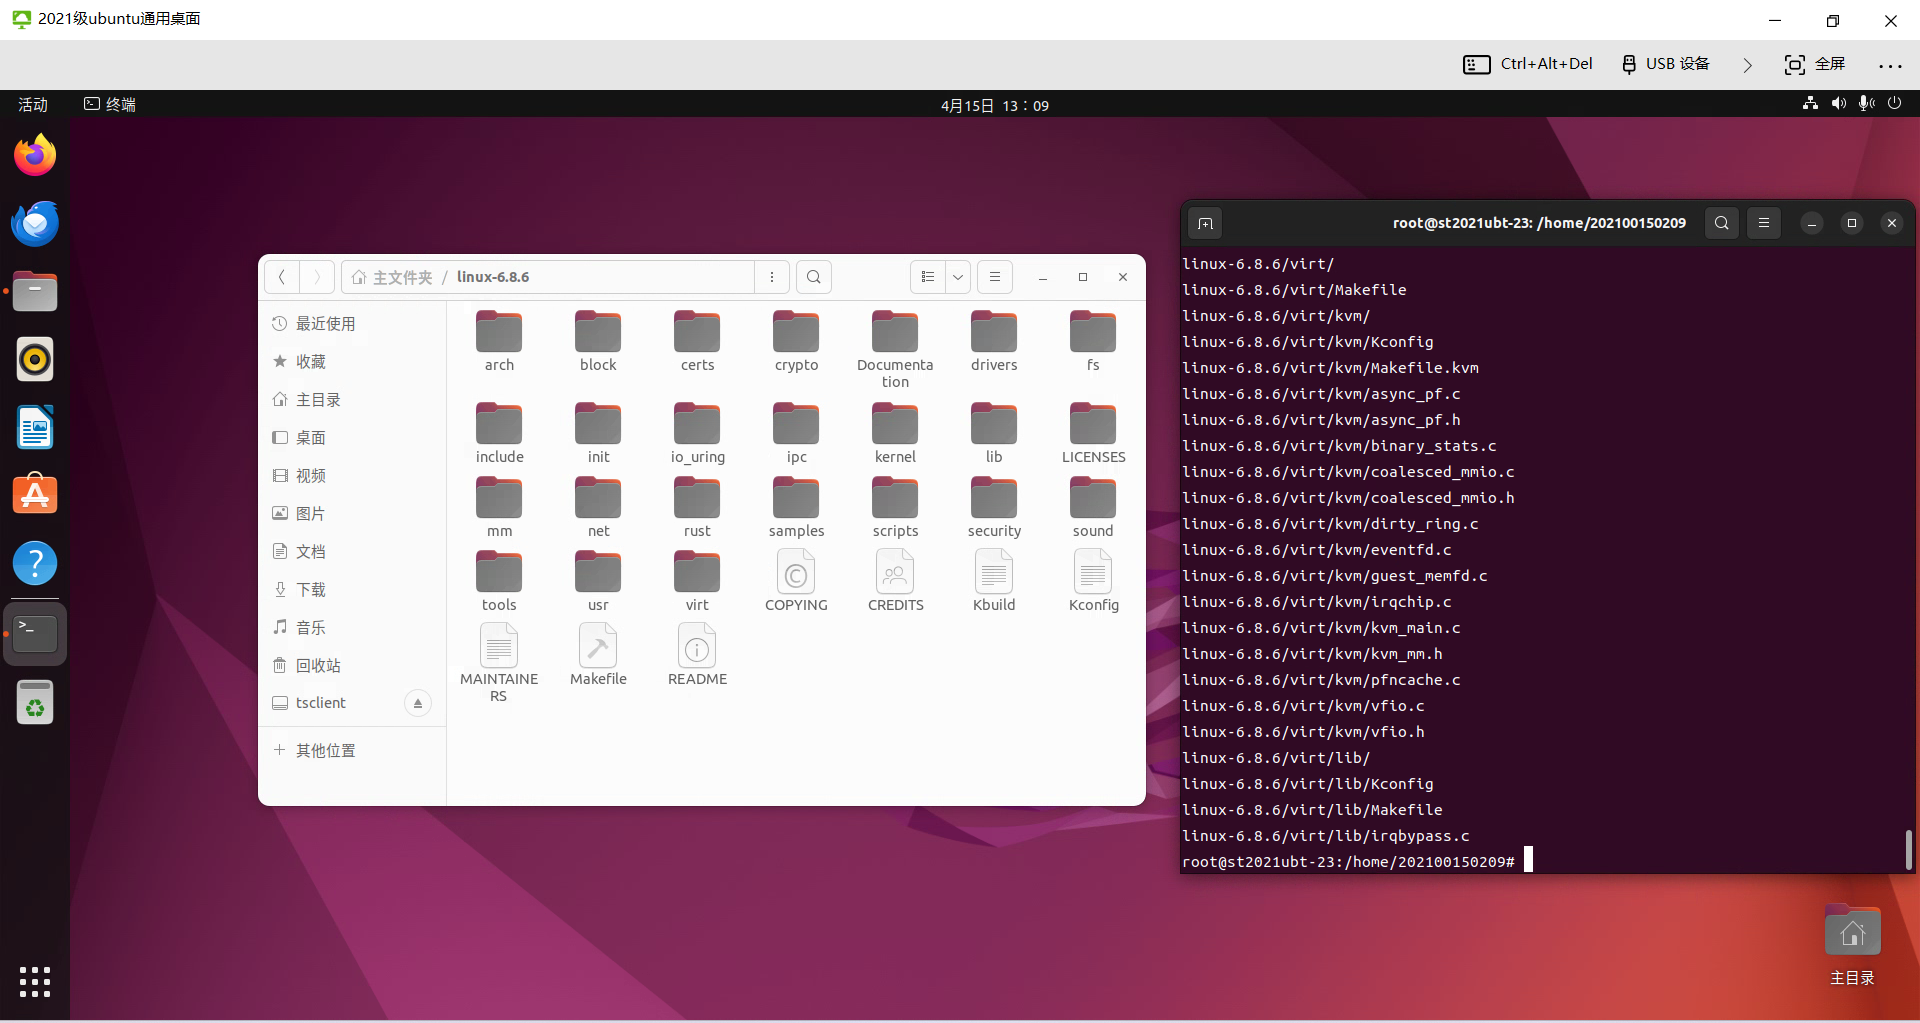 2021级ubuntu通用桌面
Ctrl+Alt+Del
USB 设备
全屏
活动
终端
4月15日 13：09
主文件夹 / linux-6.8.6
最近使用
收藏
主目录
桌面
视频
图片
文档
下载
音乐
回收站
tsclient
其他位置
arch
block
certs
crypto
Documenta
tion
drivers
fs
include
init
io_uring
ipc
kernel
lib
LICENSES
mm
net
rust
samples
scripts
security
sound
tools
usr
virt
COPYING
CREDITS
Kbuild
Kconfig
MAINTAINE
RS
Makefile
README
root@st2021ubt-23: /home/202100150209
linux-6.8.6/virt/
linux-6.8.6/virt/Makefile
linux-6.8.6/virt/kvm/
linux-6.8.6/virt/kvm/Kconfig
linux-6.8.6/virt/kvm/Makefile.kvm
linux-6.8.6/virt/kvm/async_pf.c
linux-6.8.6/virt/kvm/async_pf.h
linux-6.8.6/virt/kvm/binary_stats.c
linux-6.8.6/virt/kvm/coalesced_mmio.c
linux-6.8.6/virt/kvm/coalesced_mmio.h
linux-6.8.6/virt/kvm/dirty_ring.c
linux-6.8.6/virt/kvm/eventfd.c
linux-6.8.6/virt/kvm/guest_memfd.c
linux-6.8.6/virt/kvm/irqchip.c
linux-6.8.6/virt/kvm/kvm_main.c
linux-6.8.6/virt/kvm/kvm_mm.h
linux-6.8.6/virt/kvm/pfncache.c
linux-6.8.6/virt/kvm/vfio.c
linux-6.8.6/virt/kvm/vfio.h
linux-6.8.6/virt/lib/
linux-6.8.6/virt/lib/Kconfig
linux-6.8.6/virt/lib/Makefile
linux-6.8.6/virt/lib/irqbypass.c
root@st2021ubt-23:/home/202100150209#
主目录